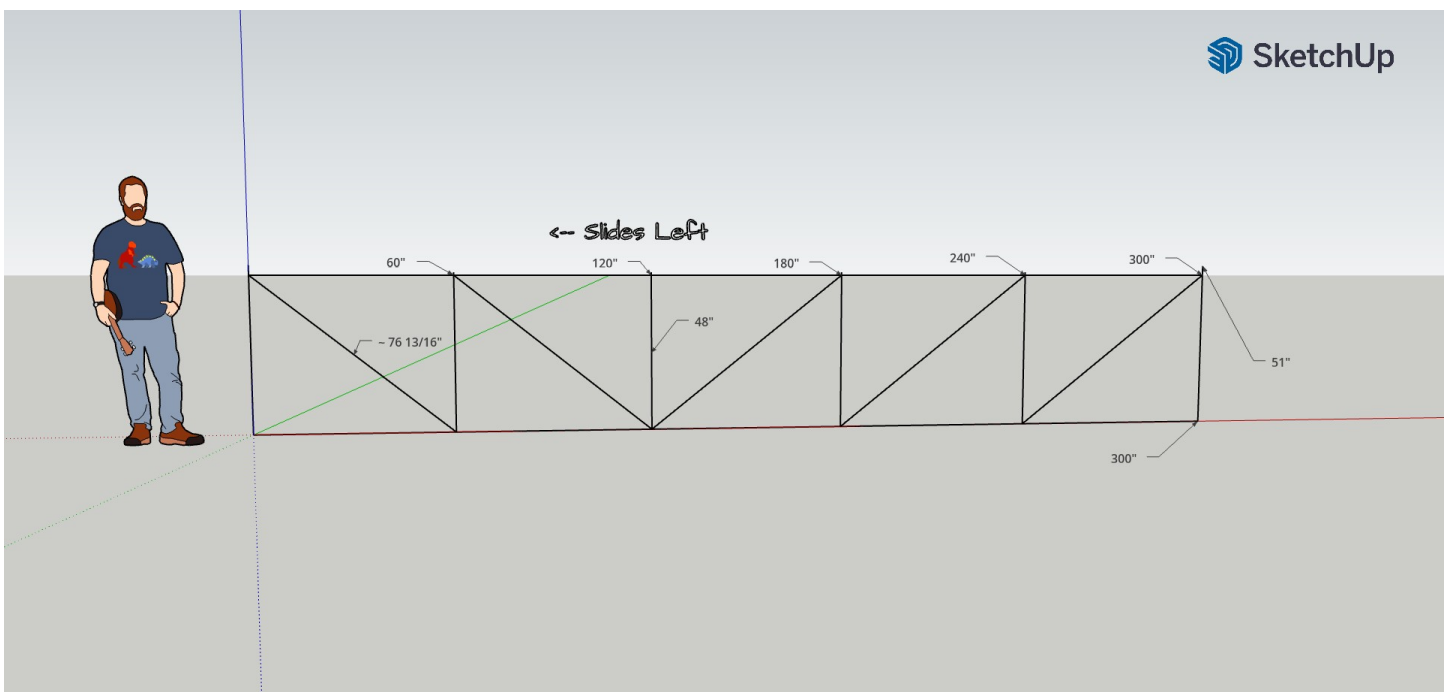 SketchUp
<-- Slides Left
60"
120"
180"
240"
300"
48"
~ 76 13/16"
51"
300"